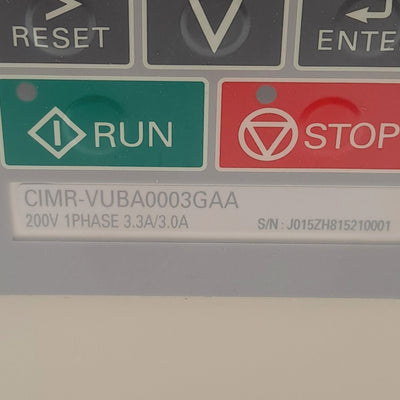 RESET
ENTE
RUN
STOP
CIMR-VUBA0003GAA
200V 1PHASE 3.3A/3.0A
S/N : J015ZH815210001